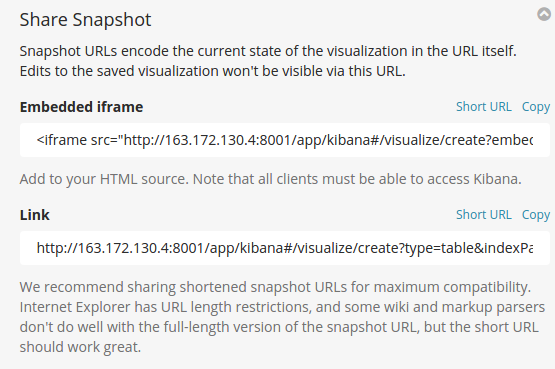 Share Snapshot
Snapshot URLs encode the current state of the visualization in the URL itself.
Edits to the saved visualization won't be visible via this URL.
Embedded iframe Short URL Copy
<iframe src="http://163.172.130.4:8001/app/kibana#/visualize/create?embed
Add to your HTML source. Note that all clients must be able to access Kibana.
Link Short URL Copy
http://163.172.130.4:8001/app/kibana#/visualize/create?type=table&indexPa
We recommend sharing shortened snapshot URLs for maximum compatibility.
Internet Explorer has URL length restrictions, and some wiki and markup parsers
don't do well with the full-length version of the snapshot URL, but the short URL
should work great.